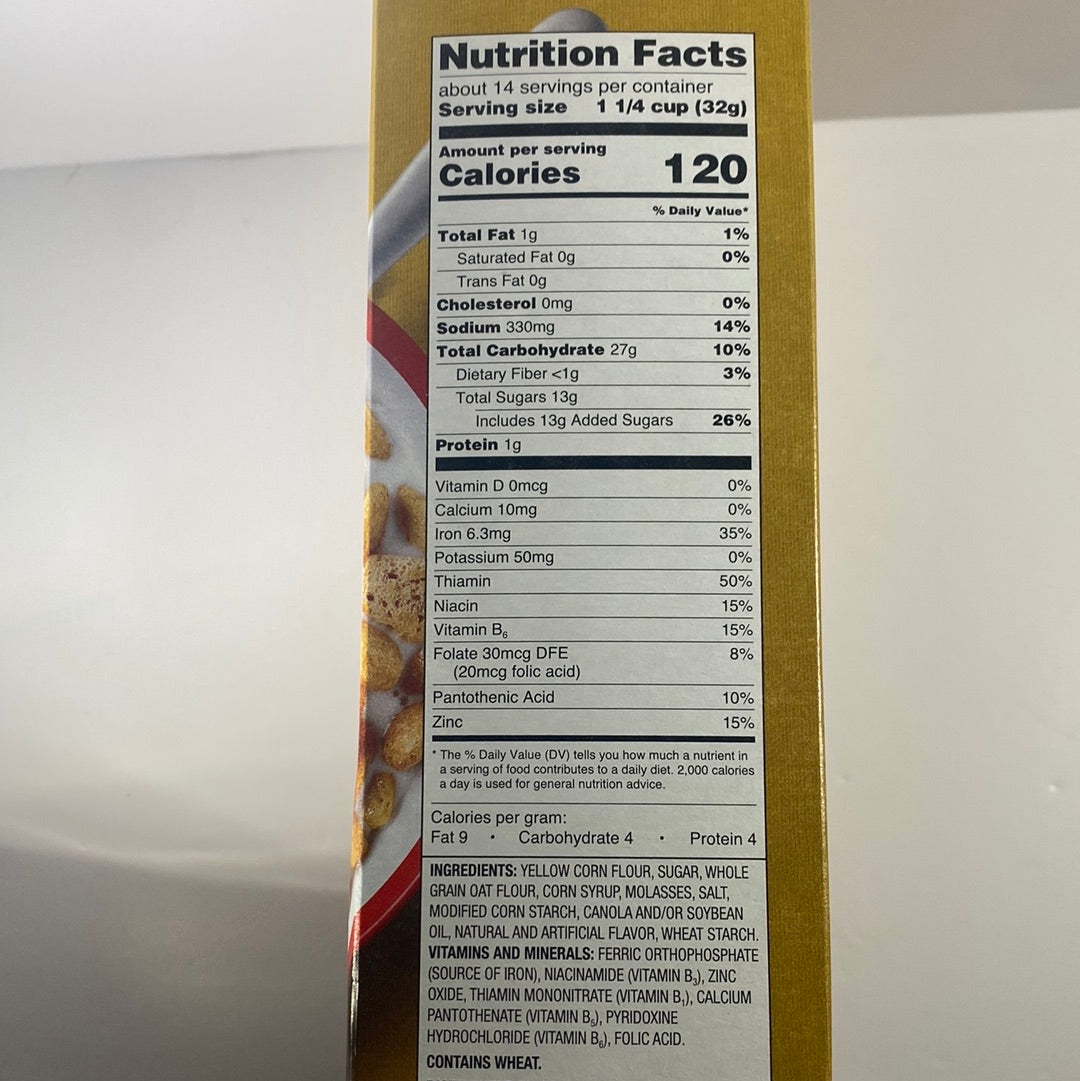 Nutrition Facts
about 14 servings per container
Serving size 1 1/4 cup (32g)
Amount per serving
Calories 120
% Daily Value*
Total Fat 1g 1%
Saturated Fat 0g 0%
Trans Fat 0g
Cholesterol 0mg 0%
Sodium 330mg 14%
Total Carbohydrate 27g 10%
Dietary Fiber <1g 3%
Total Sugars 13g
Includes 13g Added Sugars 26%
Protein 1g
Vitamin D 0mcg 0%
Calcium 10mg 0%
Iron 6.3mg 35%
Potassium 50mg 0%
Thiamin 50%
Niacin 15%
Vitamin B₆ 15%
Folate 30mcg DFE 8%
(20mcg folic acid)
Pantothenic Acid 10%
Zinc 15%
* The % Daily Value (DV) tells you how much a nutrient in
a serving of food contributes to a daily diet. 2,000 calories
a day is used for general nutrition advice.
Calories per gram:
Fat 9 • Carbohydrate 4 • Protein 4
INGREDIENTS: YELLOW CORN FLOUR, SUGAR, WHOLE
GRAIN OAT FLOUR, CORN SYRUP, MOLASSES, SALT,
MODIFIED CORN STARCH, CANOLA AND/OR SOYBEAN
OIL, NATURAL AND ARTIFICIAL FLAVOR, WHEAT STARCH.
VITAMINS AND MINERALS: FERRIC ORTHOPHOSPHATE
(SOURCE OF IRON), NIACINAMIDE (VITAMIN B₃), ZINC
OXIDE, THIAMIN MONONITRATE (VITAMIN B₁), CALCIUM
PANTOTHENATE (VITAMIN B₅), PYRIDOXINE
HYDROCHLORIDE (VITAMIN B₆), FOLIC ACID.
CONTAINS WHEAT.